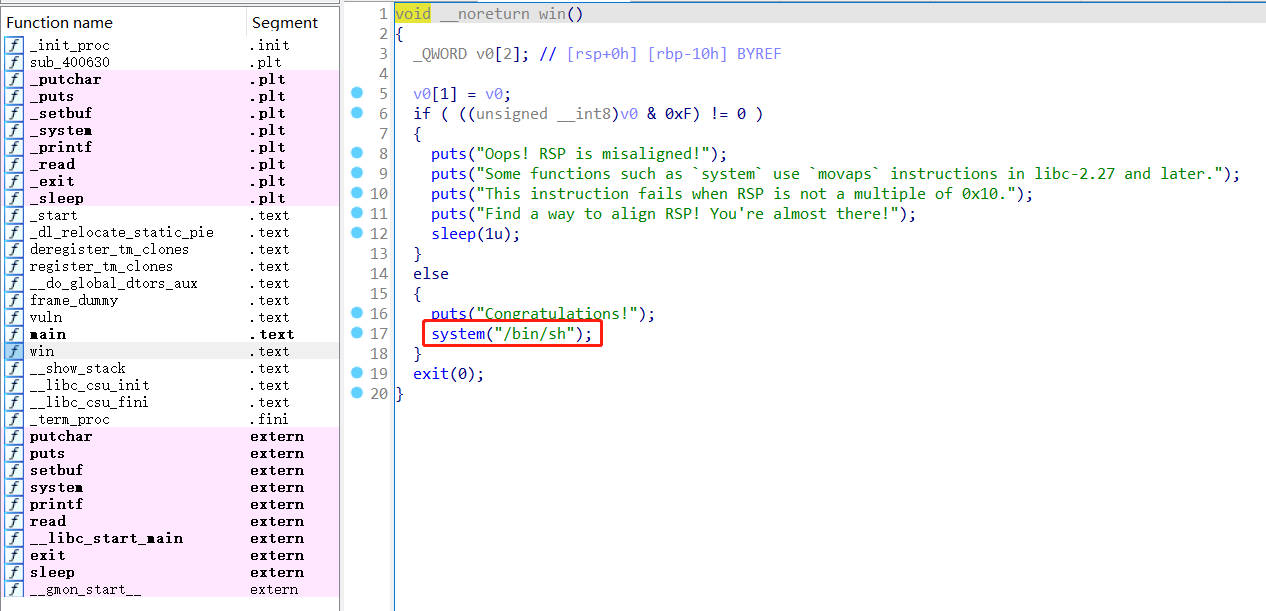 Function name Segment
f _init_proc .init
f sub_400630 .plt
f _putchar .plt
f _puts .plt
f _setbuf .plt
f _system .plt
f _printf .plt
f _read .plt
f _exit .plt
f _sleep .plt
f _start .text
f _dl_relocate_static_pie .text
f deregister_tm_clones .text
f register_tm_clones .text
f __do_global_dtors_aux .text
f frame_dummy .text
f vuln .text
f main .text
f win .text
f __show_stack .text
f __libc_csu_init .text
f __libc_csu_fini .text
f _term_proc .fini
f putchar extern
f puts extern
f setbuf extern
f system extern
f printf extern
f read extern
f __libc_start_main extern
f exit extern
f sleep extern
f __gmon_start__ extern
1 void __noreturn win()
2 {
3 _QWORD v0[2]; // [rsp+0h] [rbp-10h] BYREF
4
5 v0[1] = v0;
6 if ( ((unsigned __int8)v0 & 0xF) != 0 )
7 {
8 puts("Oops! RSP is misaligned!");
9 puts("Some functions such as `system` use `movaps` instructions in libc-2.27 and later.");
10 puts("This instruction fails when RSP is not a multiple of 0x10.");
11 puts("Find a way to align RSP! You're almost there!");
12 sleep(1u);
13 }
14 else
15 {
16 puts("Congratulations!");
17 system("/bin/sh");
18 }
19 exit(0);
20 }